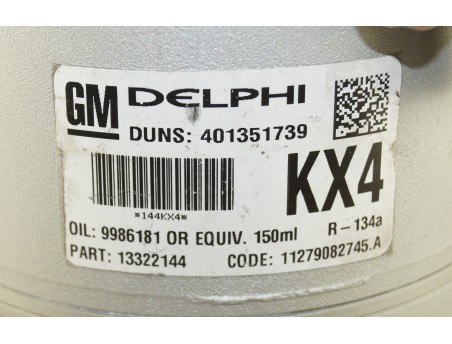 GM DELPHI
DUNS: 401351739
KX4
*144KX4*
OIL: 9986181 OR EQUIV. 150ml R-134a
PART: 13322144 CODE: 11279082745.A